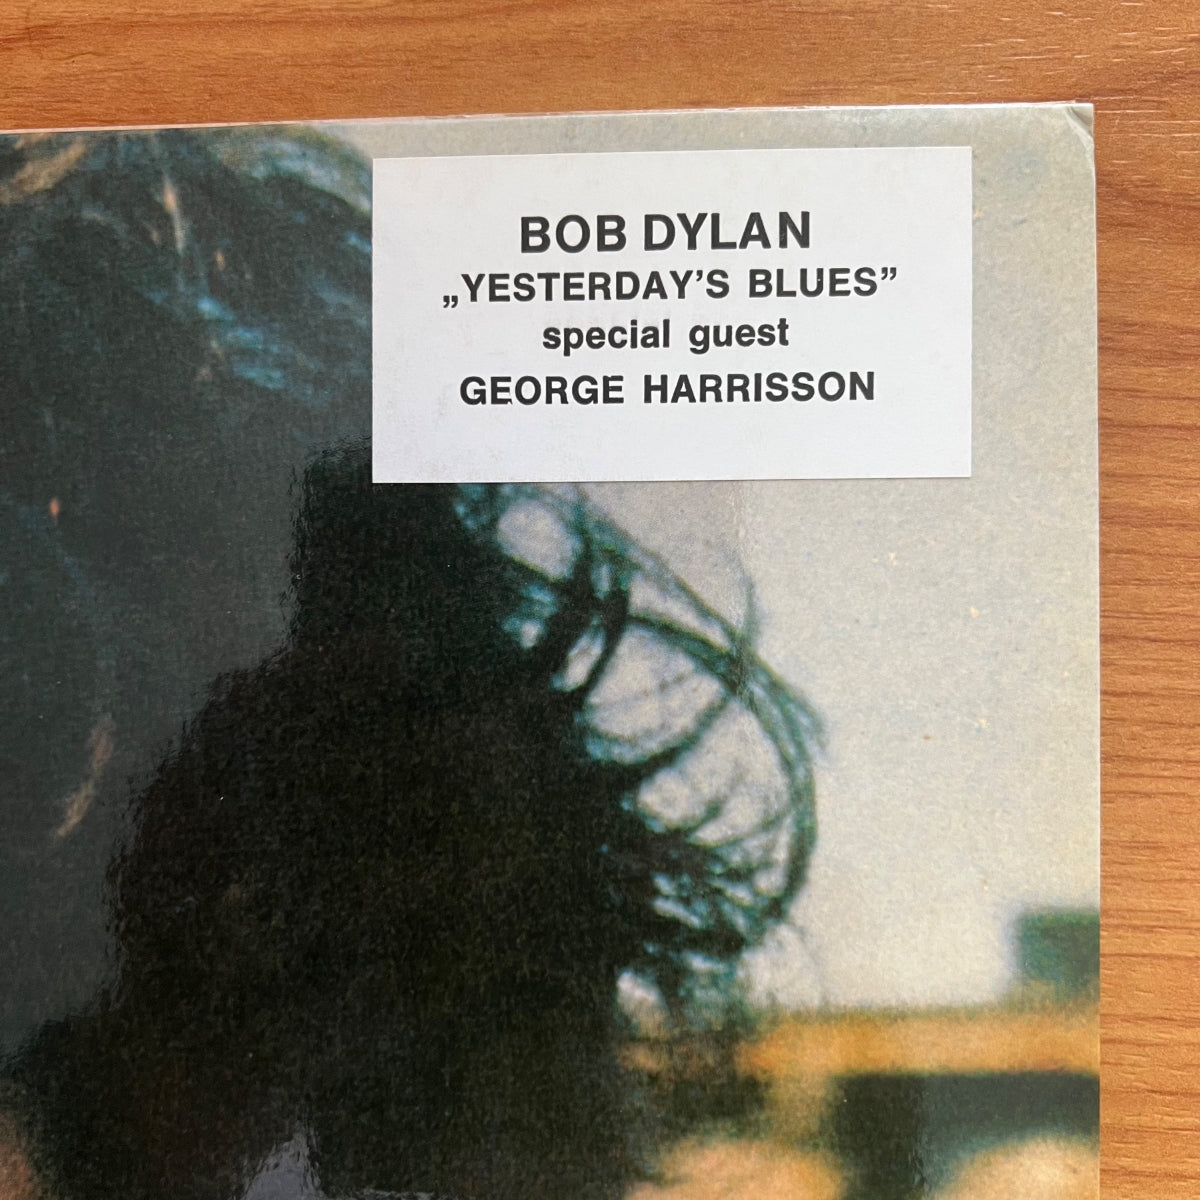 BOB DYLAN
„YESTERDAY’S BLUES”
special guest
GEORGE HARRISSON